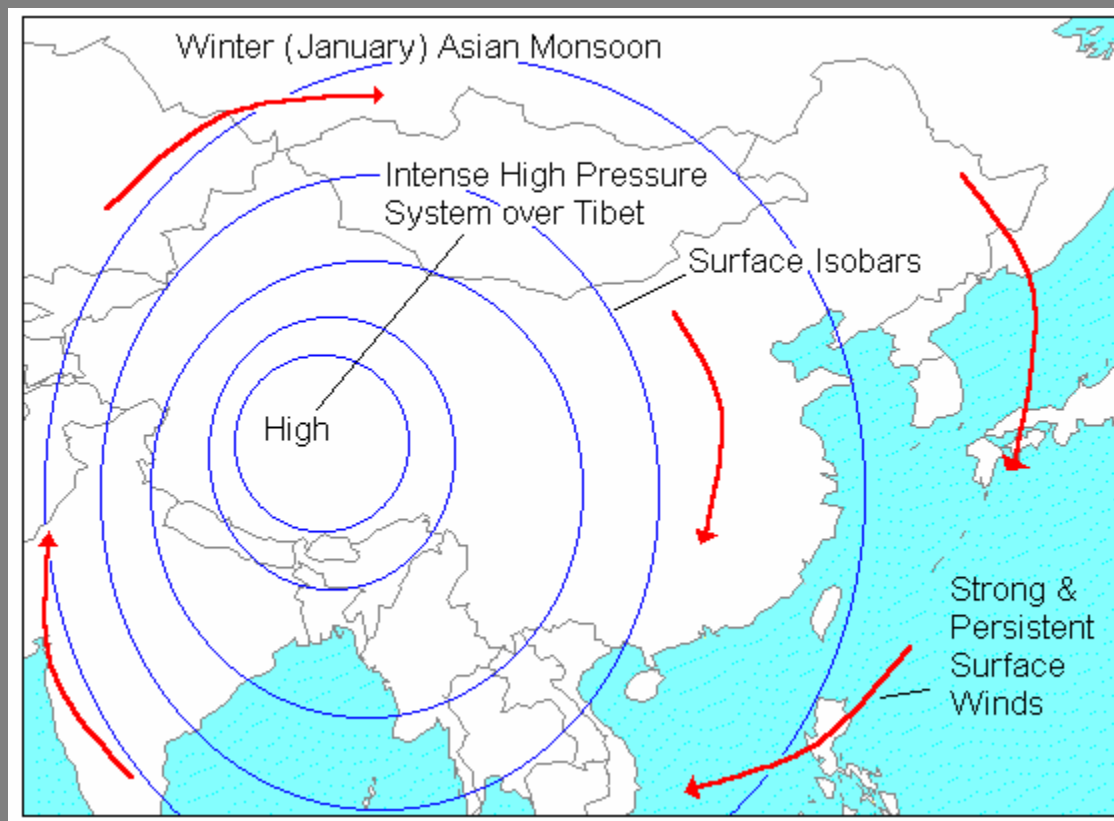 Winter (January) Asian Monsoon
Intense High Pressure
System over Tibet
Surface Isobars
High
Strong &
Persistent
Surface
Winds